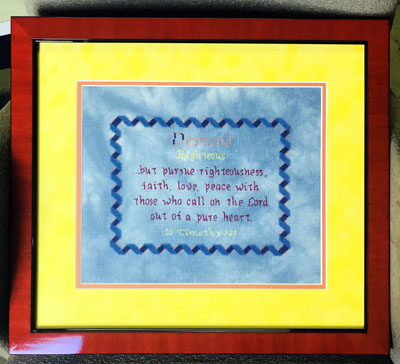 Righteous
...but pursue righteousness,
faith, love, peace with
those who call on the Lord
out of a pure heart.
Timothy